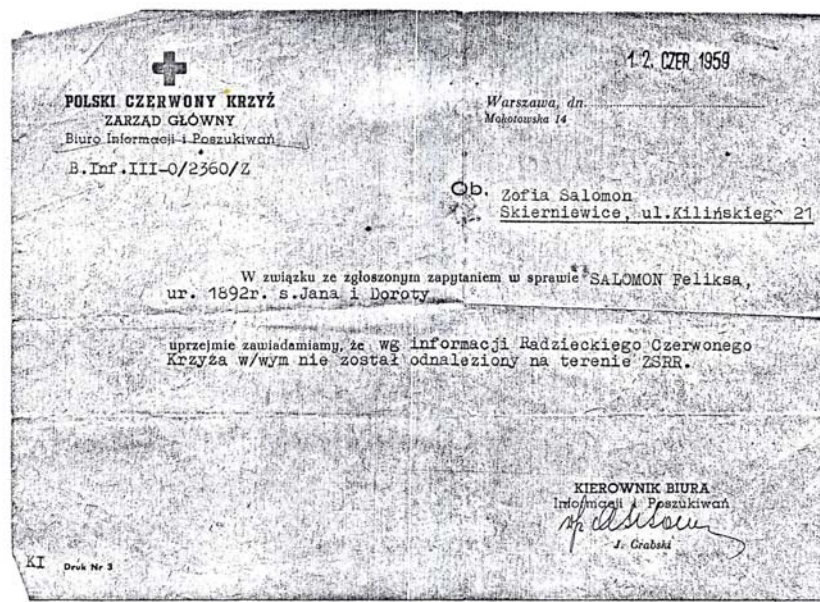 12. CZER 1959
POLSKI CZERWONY KRZYŻ
ZARZĄD GŁÓWNY
Biuro Informacji i Poszukiwań
Warszawa, dn.
Mokotowska 14
B.Inf.III-O/2360/Z
Ob. Zofia Salomon
Skierniewice, ul.Kilińskiego 21
W związku ze zgłoszonym zapytaniem w sprawie SALOMON Feliksa,
ur. 1892r. s.Jana i Doroty
uprzejmie zawiadamiamy, że wg informacji Radzieckiego Czerwonego
Krzyża w/wym nie został odnaleziony na terenie ZSRR.
KIEROWNIK BIURA
Informacji i Poszukiwań
J. Grabski
KI Druk Nr 3